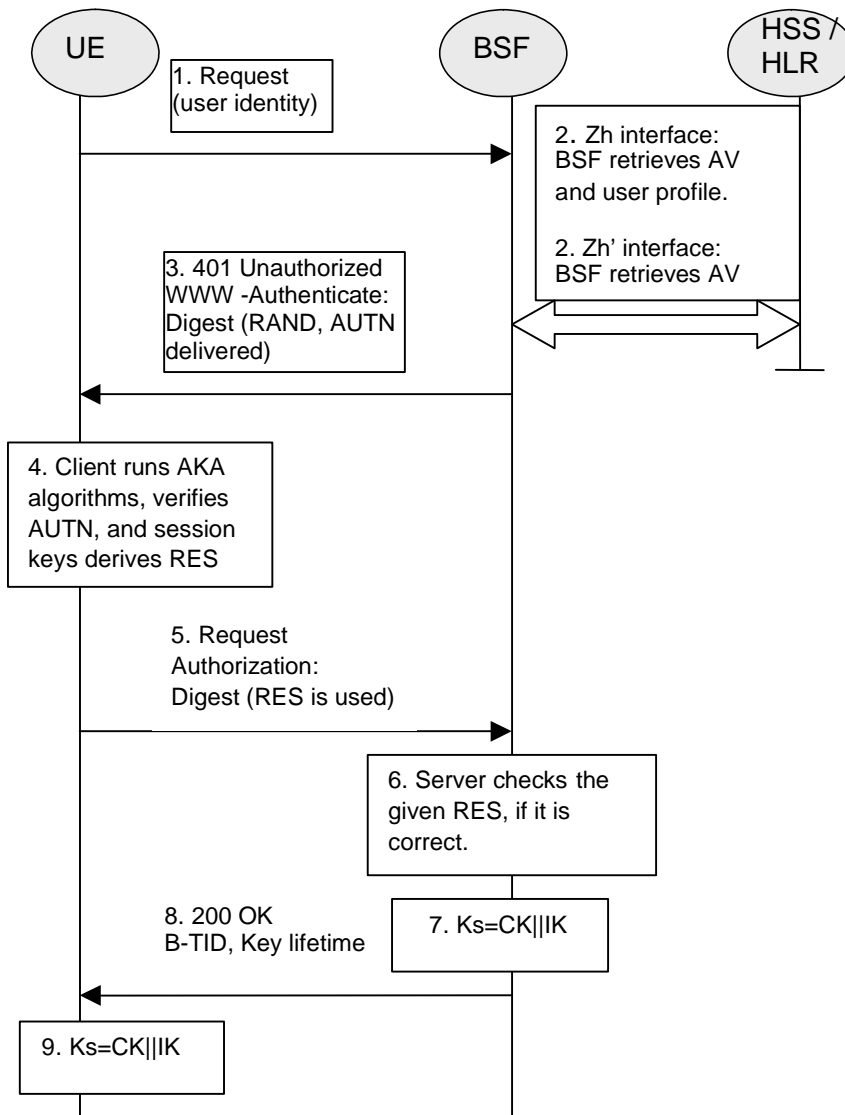 UE
BSF
HSS /
HLR
1. Request
(user identity)
2. Zh interface:
BSF retrieves AV
and user profile.
2. Zh’ interface:
BSF retrieves AV
3. 401 Unauthorized
WWW -Authenticate:
Digest (RAND, AUTN
delivered)
4. Client runs AKA
algorithms, verifies
AUTN, and session
keys derives RES
5. Request
Authorization:
Digest (RES is used)
6. Server checks the
given RES, if it is
correct.
7. Ks=CK||IK
8. 200 OK
B-TID, Key lifetime
9. Ks=CK||IK